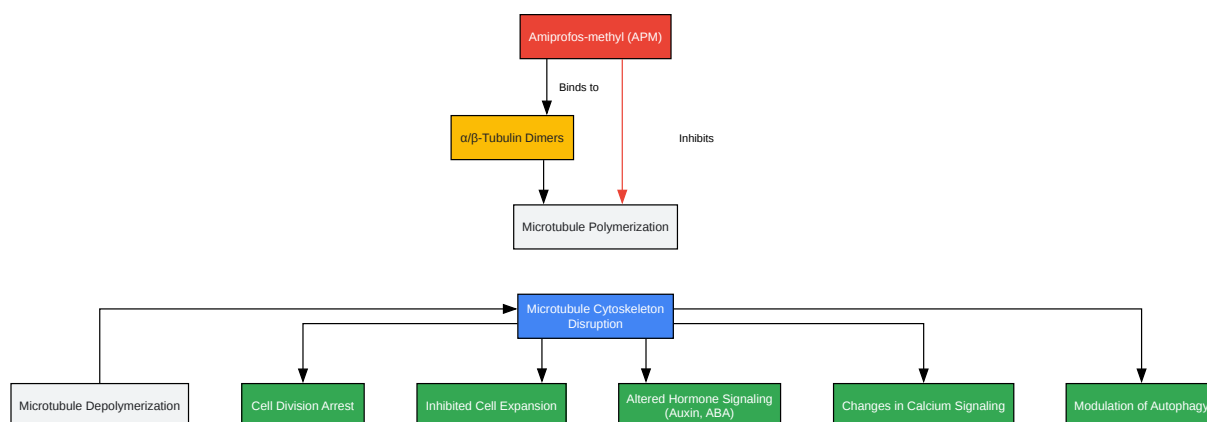 Amiprofos-methyl (APM)
Binds to
α/β-Tubulin Dimers
Inhibits
Microtubule Polymerization
Microtubule Cytoskeleton
Disruption
Microtubule Depolymerization
Cell Division Arrest
Inhibited Cell Expansion
Altered Hormone Signaling
(Auxin, ABA)
Changes in Calcium Signaling
Modulation of Autophagy